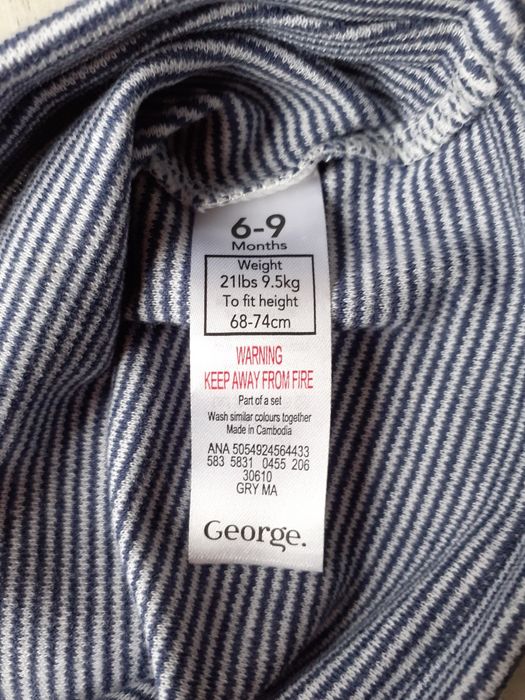 6-9
Months
Weight
21lbs 9.5kg
To fit height
68-74cm
WARNING
KEEP AWAY FROM FIRE
Part of a set
Wash similar colours together
Made in Cambodia
ANA 5054924564433
583 5831 0455 206
30610
GRY MA
George.